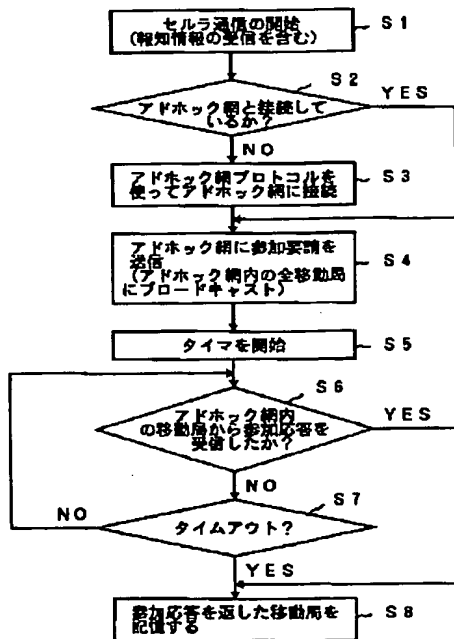 セルラ通信の開始
(報知情報の受信を含む)
S1
S2
アドホック網と接続して
いるか?
YES
NO
アドホック網プロトコルを
使ってアドホック網に接続
S3
アドホック網に参加要請を
送信
(アドホック網内の全移動局
にブロードキャスト)
S4
タイマを開始
S5
S6
アドホック網内
の移動局から参加応答を
受信したか?
YES
NO
S7
タイムアウト?
NO
YES
参加応答を返した移動局を
記憶する
S8